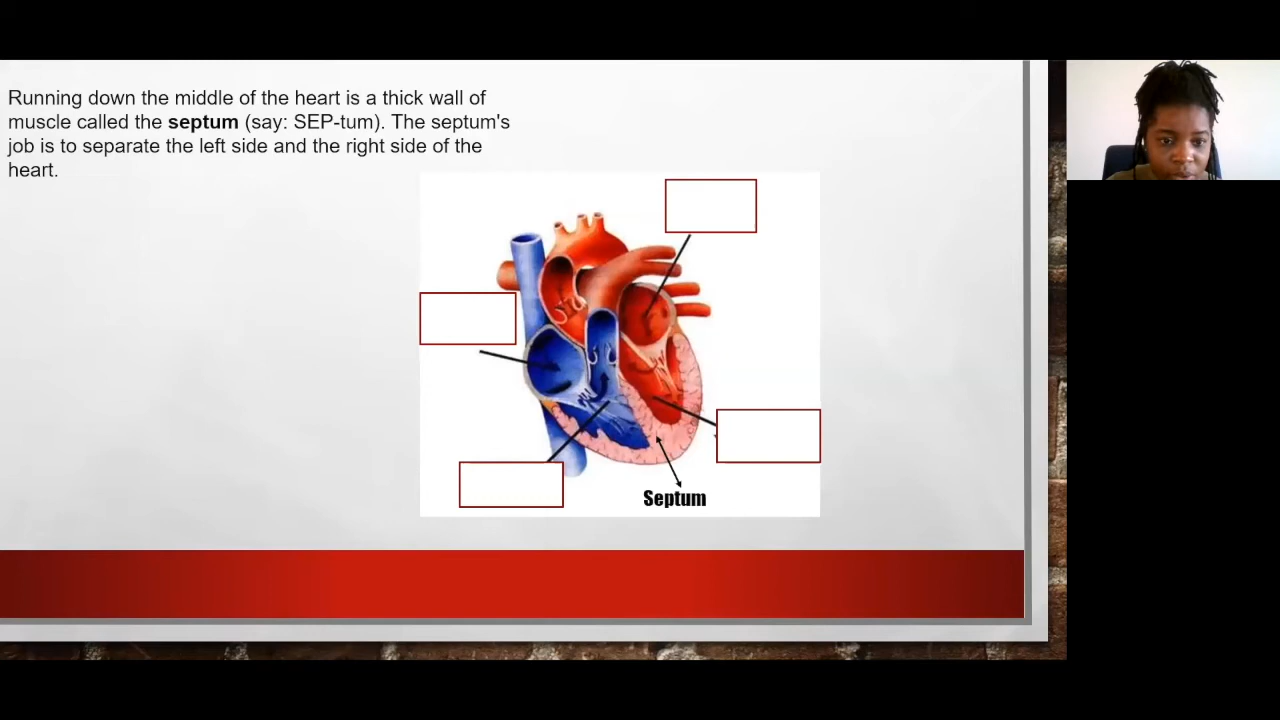 Running down the middle of the heart is a thick wall of
muscle called the septum (say: SEP-tum). The septum's
job is to separate the left side and the right side of the
heart.
Septum